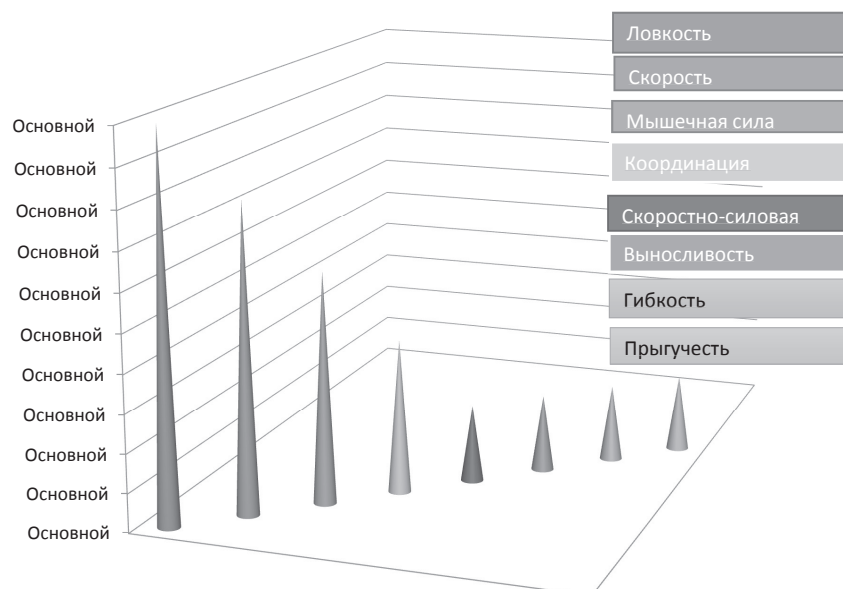 Ловкость
Скорость
Мышечная сила
Координация
Скоростно-силовая
Выносливость
Гибкость
Прыгучесть
Основной
Основной
Основной
Основной
Основной
Основной
Основной
Основной
Основной
Основной
Основной